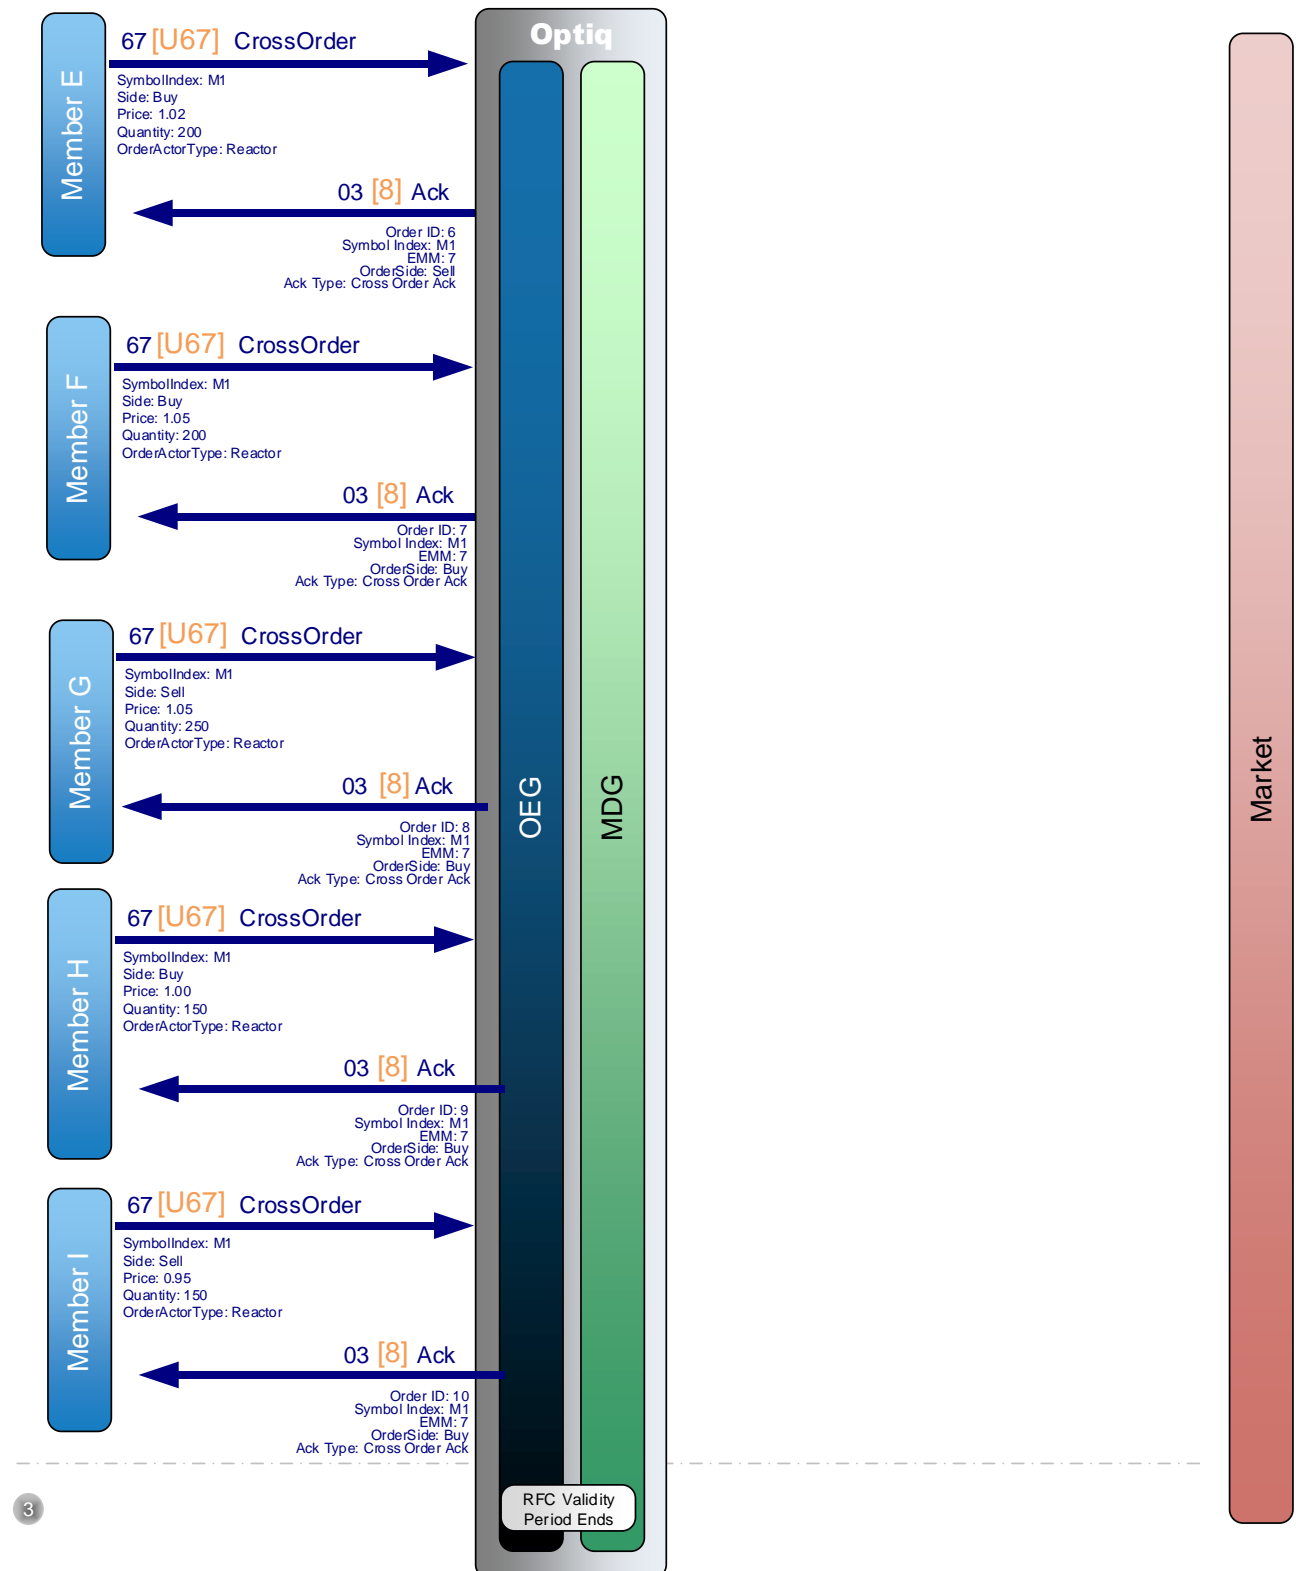 Optiq
Member E
67 [U67] CrossOrder
SymbolIndex: M1
Side: Buy
Price: 1.02
Quantity: 200
OrderActorType: Reactor
03 [8] Ack
Order ID: 6
Symbol Index: M1
EMM: 7
OrderSide: Sell
Ack Type: Cross Order Ack
Member F
67 [U67] CrossOrder
SymbolIndex: M1
Side: Buy
Price: 1.05
Quantity: 200
OrderActorType: Reactor
03 [8] Ack
Order ID: 7
Symbol Index: M1
EMM: 7
OrderSide: Buy
Ack Type: Cross Order Ack
Member G
67 [U67] CrossOrder
SymbolIndex: M1
Side: Sell
Price: 1.05
Quantity: 250
OrderActorType: Reactor
03 [8] Ack
Order ID: 8
Symbol Index: M1
EMM: 7
OrderSide: Buy
Ack Type: Cross Order Ack
OEG
MDG
Market
Member H
67 [U67] CrossOrder
SymbolIndex: M1
Side: Buy
Price: 1.00
Quantity: 150
OrderActorType: Reactor
03 [8] Ack
Order ID: 9
Symbol Index: M1
EMM: 7
OrderSide: Buy
Ack Type: Cross Order Ack
Member I
67 [U67] CrossOrder
SymbolIndex: M1
Side: Sell
Price: 0.95
Quantity: 150
OrderActorType: Reactor
03 [8] Ack
Order ID: 10
Symbol Index: M1
EMM: 7
OrderSide: Buy
Ack Type: Cross Order Ack
3
RFC Validity
Period Ends